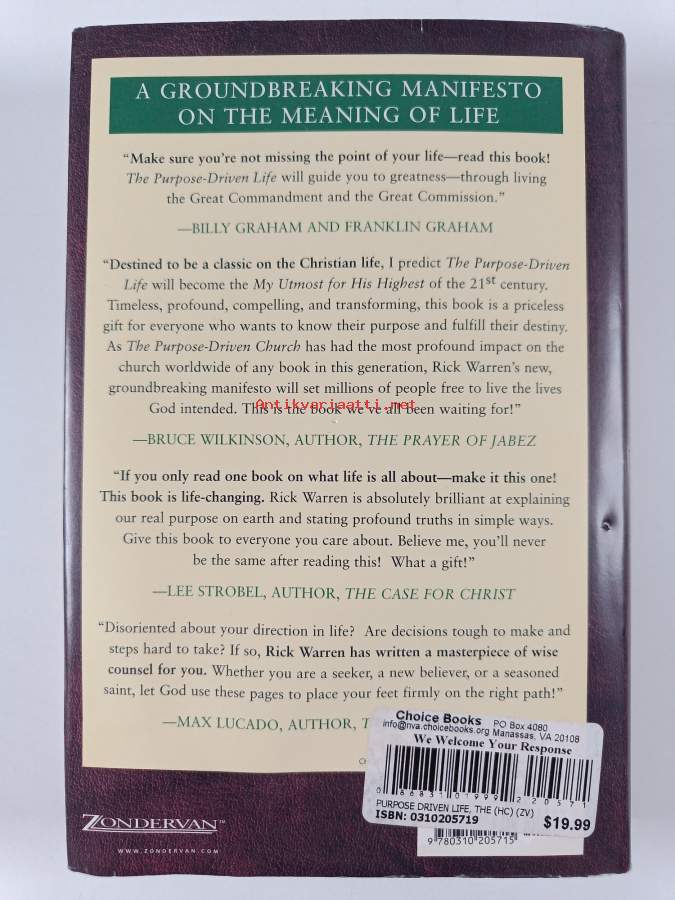 A GROUNDBREAKING MANIFESTO
ON THE MEANING OF LIFE
“Make sure you're not missing the point of your life—read this book!
The Purpose-Driven Life will guide you to greatness—through living
the Great Commandment and the Great Commission.”
—BILLY GRAHAM AND FRANKLIN GRAHAM
“Destined to be a classic on the Christian life, I predict The Purpose-Driven
Life will become the My Utmost for His Highest of the 21st century.
Timeless, profound, compelling, and transforming, this book is a priceless
gift for everyone who wants to know their purpose and fulfill their destiny.
As The Purpose-Driven Church has had the most profound impact on the
church worldwide of any book in this generation, Rick Warren's new,
groundbreaking manifesto will set millions of people free to live the lives
God intended. This is the book we've all been waiting for!”
Antikvariaatti.net
—BRUCE WILKINSON, AUTHOR, THE PRAYER OF JABEZ
“If you only read one book on what life is all about—make it this one!
This book is life-changing. Rick Warren is absolutely brilliant at explaining
our real purpose on earth and stating profound truths in simple ways.
Give this book to everyone you care about. Believe me, you'll never
be the same after reading this! What a gift!”
—LEE STROBEL, AUTHOR, THE CASE FOR CHRIST
“Disoriented about your direction in life? Are decisions tough to make and
steps hard to take? If so, Rick Warren has written a masterpiece of wise
counsel for you. Whether you are a seeker, a new believer, or a seasoned
saint, let God use these pages to place your feet firmly on the right path!”
—MAX LUCADO, AUTHOR,
Choice Books PO Box 4080
info@nva.choicebooks.org Manassas, VA 20108
We Welcome Your Response
0 86831 01999 2 20571
PURPOSE DRIVEN LIFE, THE (HC) (ZV)
ISBN: 0310205719 $19.99
9 780310 205715
ZONDERVAN™
WWW.ZONDERVAN.COM